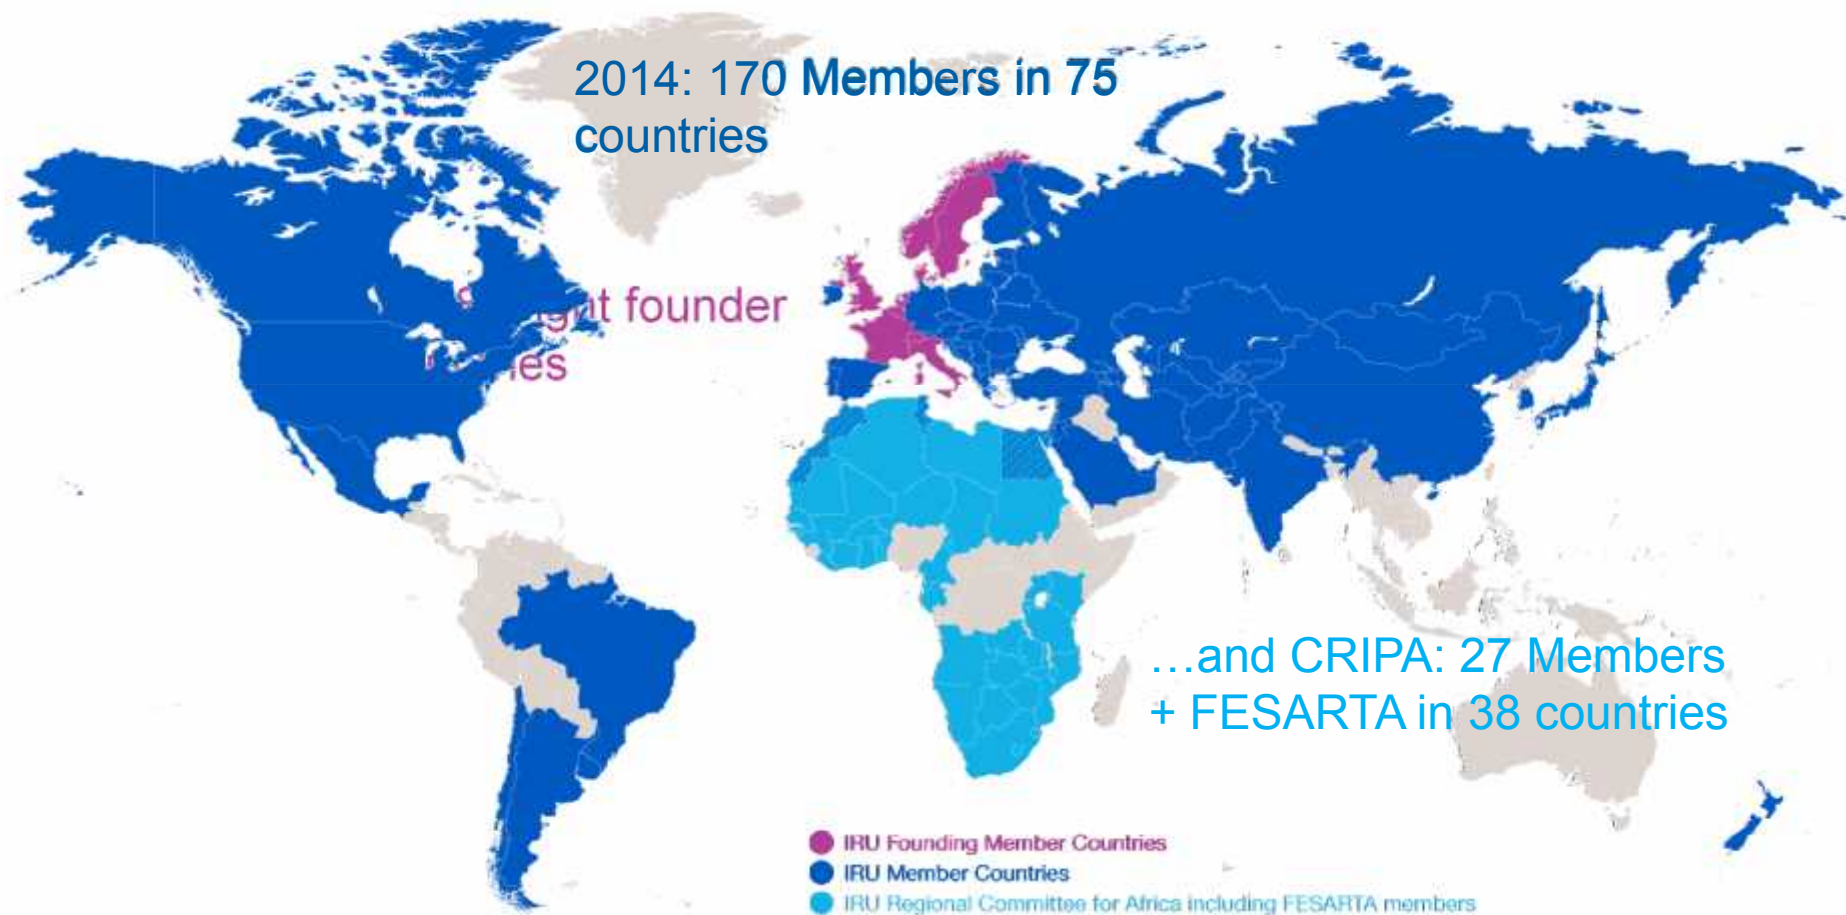 2014: 170 Members in 75
countries
founder
…and CRIPA: 27 Members
+ FESARTA in 38 countries
IRU Founding Member Countries
IRU Member Countries
IRU Regional Committee for Africa including FESARTA members